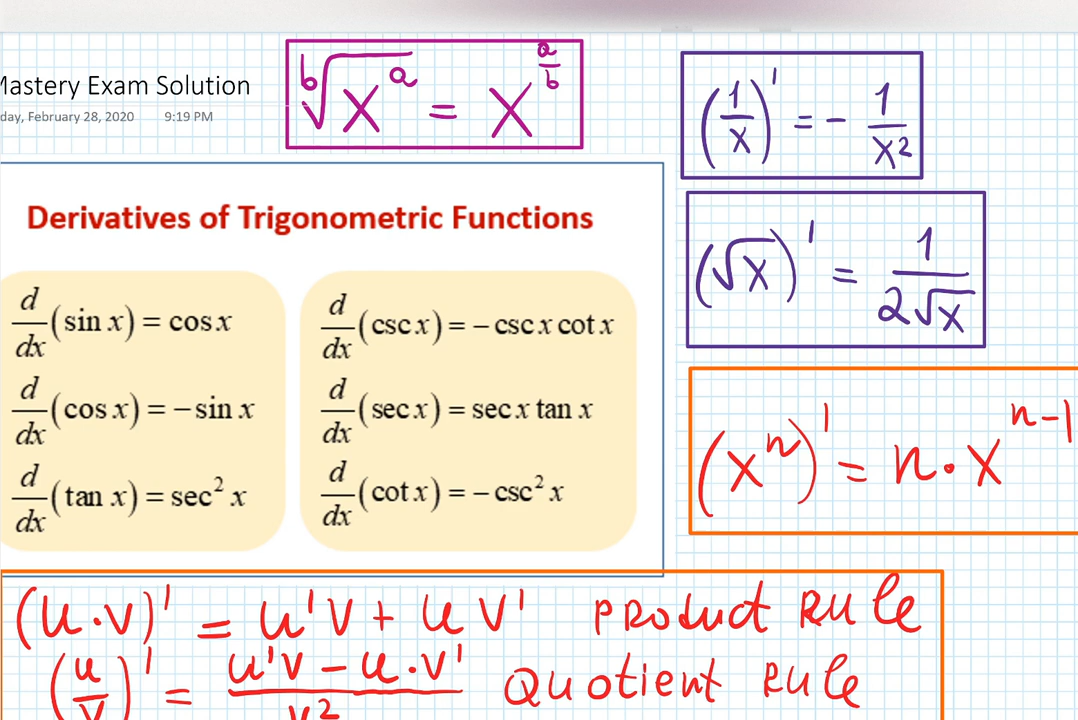 Mastery Exam Solution
day, February 28, 2020 9:19 PM
ᵇ√(xᵃ) = x^(a/b)
(1/x)' = - 1/x²
(√x)' = 1/(2√x)
Derivatives of Trigonometric Functions
d/dx (sin x) = cos x
d/dx (cos x) = − sin x
d/dx (tan x) = sec² x
d/dx (csc x) = − csc x cot x
d/dx (sec x) = sec x tan x
d/dx (cot x) = − csc² x
(xⁿ)' = n · x^(n-1)
(u·v)' = u'v + u v' PRODUCT RULE
(u/v)' = (u'v − u·v')/v² QUOTIENT RULE